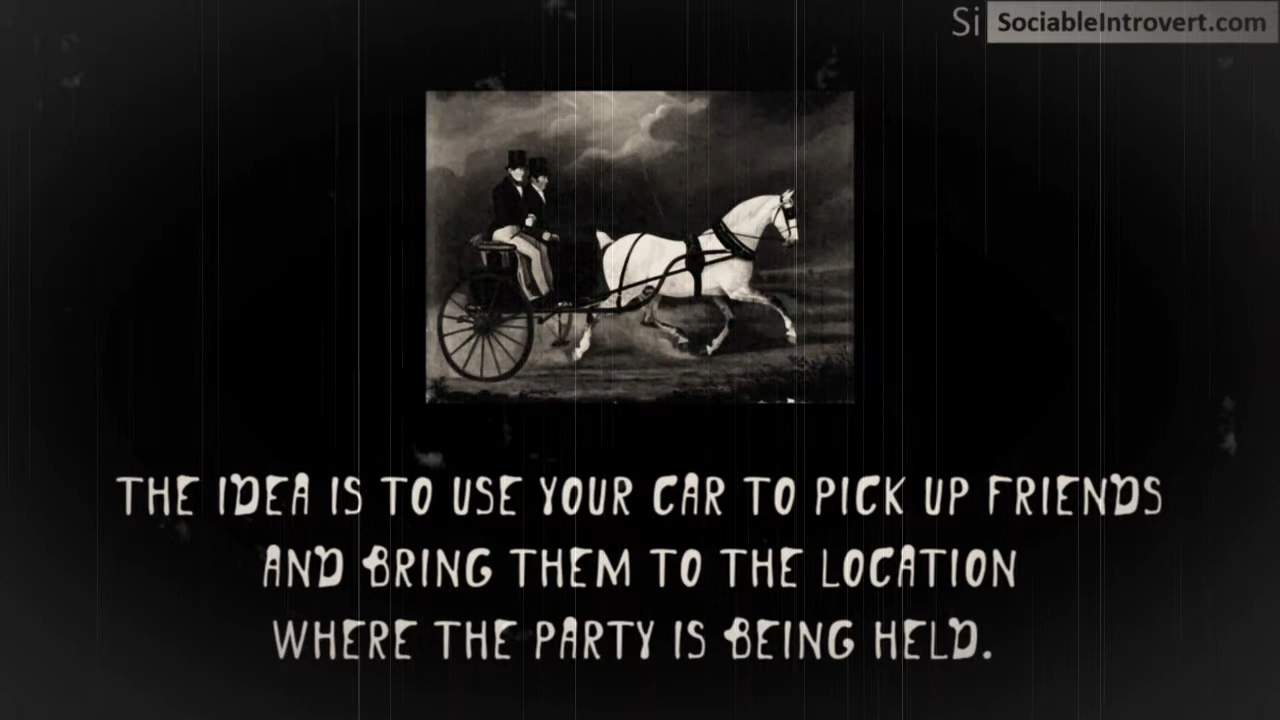 Si SociableIntrovert.com
THE IDEA IS TO USE YOUR CAR TO PICK UP FRIENDS
AND BRING THEM TO THE LOCATION
WHERE THE PARTY IS BEING HELD.